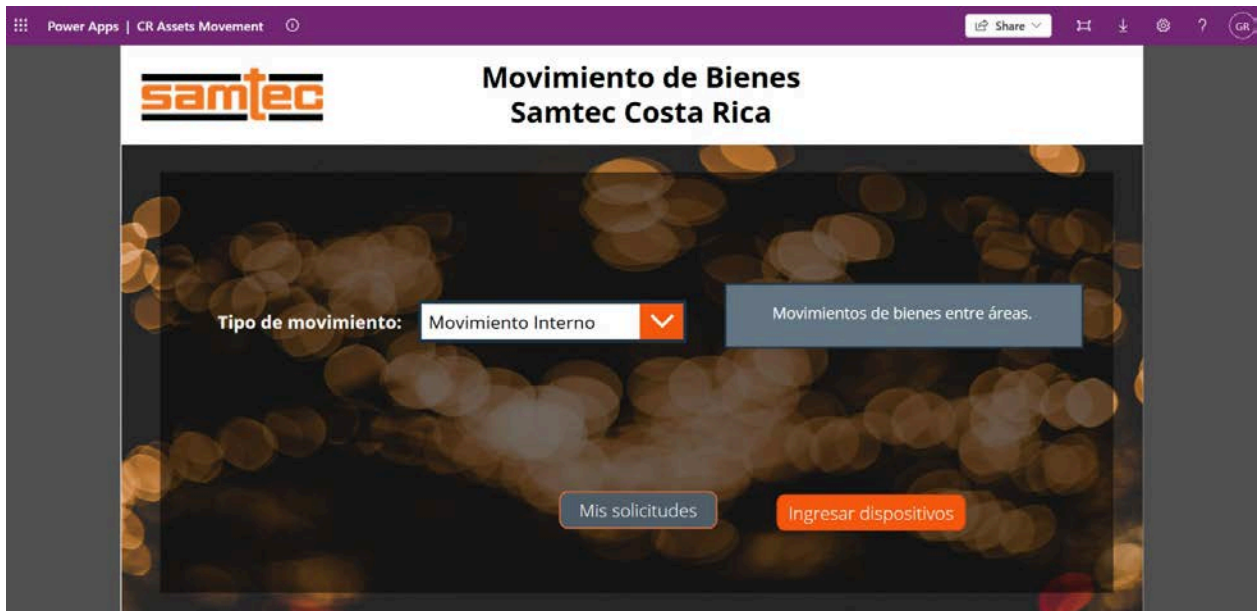 Power Apps | CR Assets Movement
Share
GR
samtec
Movimiento de Bienes
Samtec Costa Rica
Tipo de movimiento:
Movimiento Interno
Movimientos de bienes entre áreas.
Mis solicitudes
Ingresar dispositivos